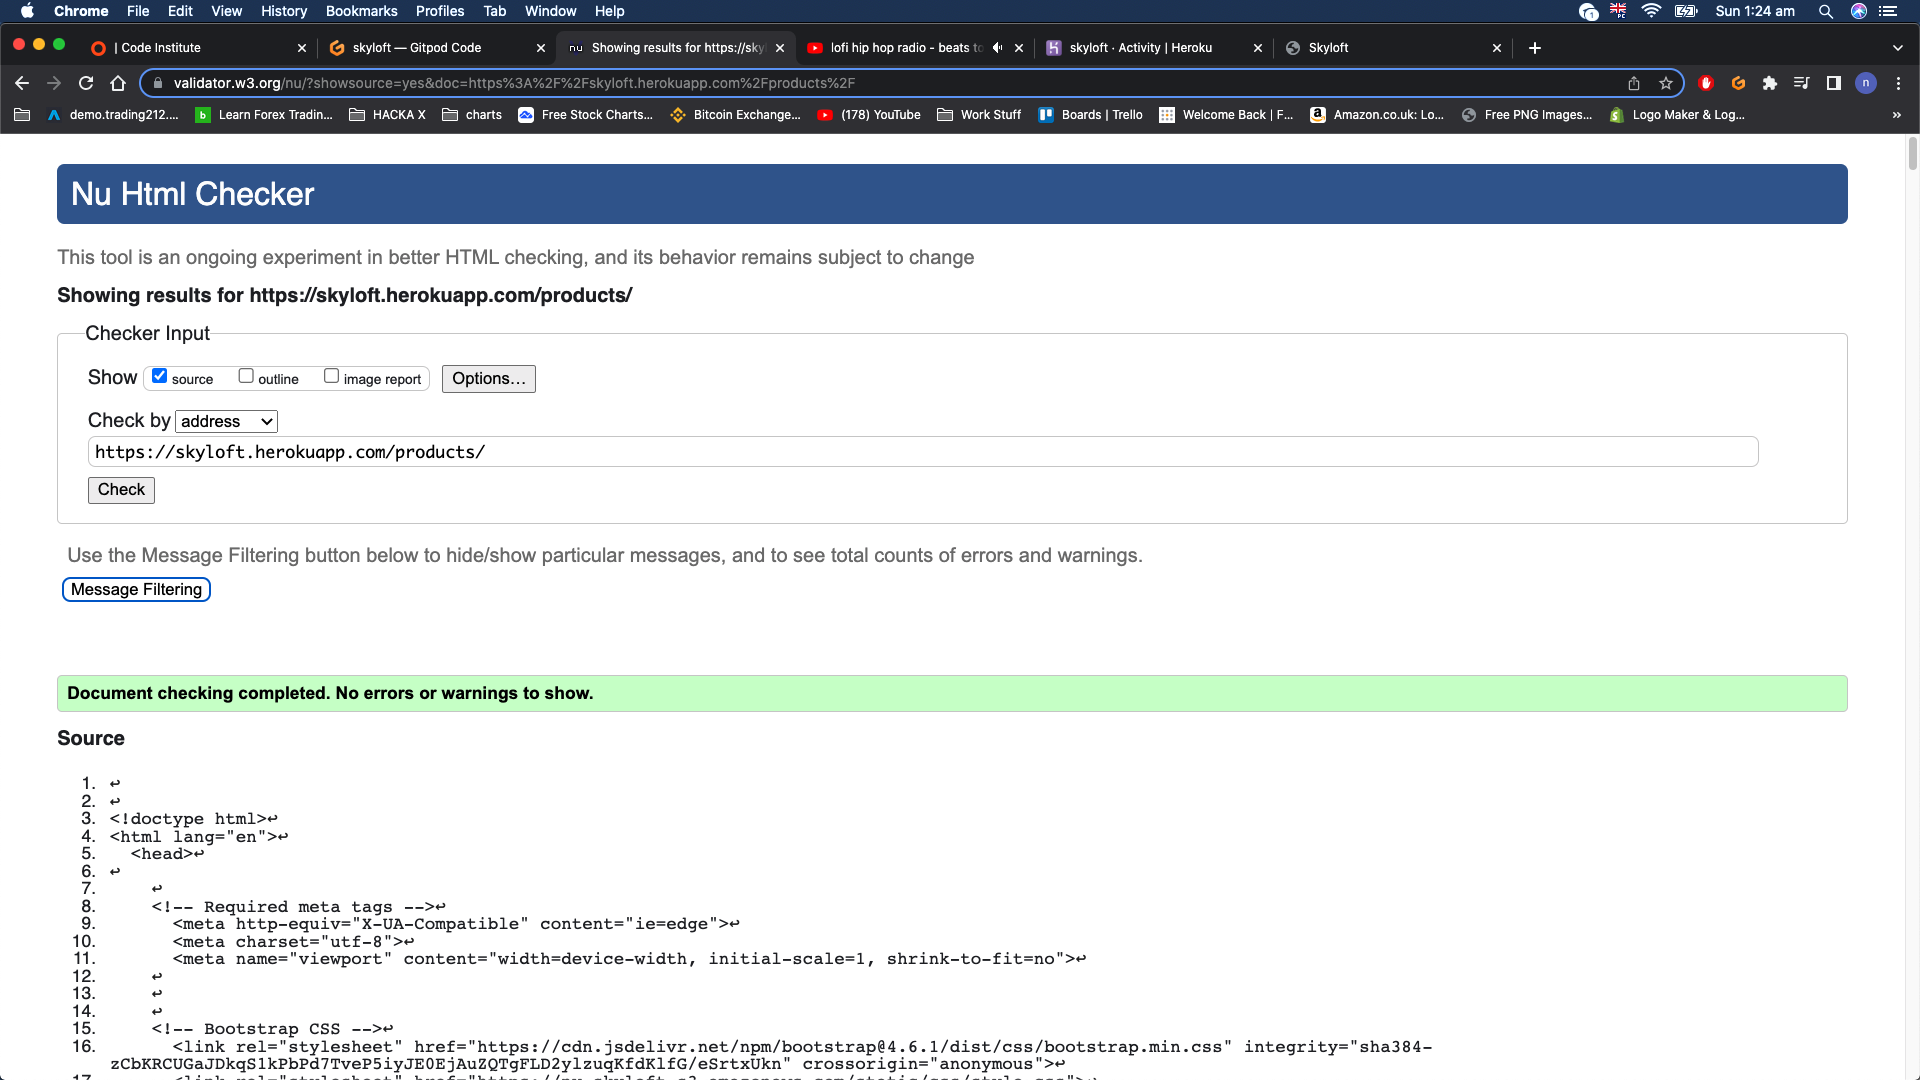 Chrome File Edit View History Bookmarks Profiles Tab Window Help Sun 1:24 am
| Code Institute skyloft — Gitpod Code Showing results for https://sky lofi hip hop radio - beats to skyloft · Activity | Heroku Skyloft
validator.w3.org/nu/?showsource=yes&doc=https%3A%2F%2Fskyloft.herokuapp.com%2Fproducts%2F
demo.trading212.... Learn Forex Tradin... HACKA X charts Free Stock Charts... Bitcoin Exchange... (178) YouTube Work Stuff Boards | Trello Welcome Back | F... Amazon.co.uk: Lo... Free PNG Images... Logo Maker & Log... »
Nu Html Checker
This tool is an ongoing experiment in better HTML checking, and its behavior remains subject to change
Showing results for https://skyloft.herokuapp.com/products/
Checker Input
Show source outline image report Options…
Check by address
https://skyloft.herokuapp.com/products/
Check
Use the Message Filtering button below to hide/show particular messages, and to see total counts of errors and warnings.
Message Filtering
Document checking completed. No errors or warnings to show.
Source
1. ↩
2. ↩
3. <!doctype html>↩
4. <html lang="en">↩
5. <head>↩
6. ↩
7. ↩
8. <!-- Required meta tags -->↩
9. <meta http-equiv="X-UA-Compatible" content="ie=edge">↩
10. <meta charset="utf-8">↩
11. <meta name="viewport" content="width=device-width, initial-scale=1, shrink-to-fit=no">↩
12. ↩
13. ↩
14. ↩
15. <!-- Bootstrap CSS -->↩
16. <link rel="stylesheet" href="https://cdn.jsdelivr.net/npm/bootstrap@4.6.1/dist/css/bootstrap.min.css" integrity="sha384-
zCbKRCUGaJDkqS1kPbPd7TveP5iyJE0EjAuZQTgFLD2ylzuqKfdKlfG/eSrtxUkn" crossorigin="anonymous">↩